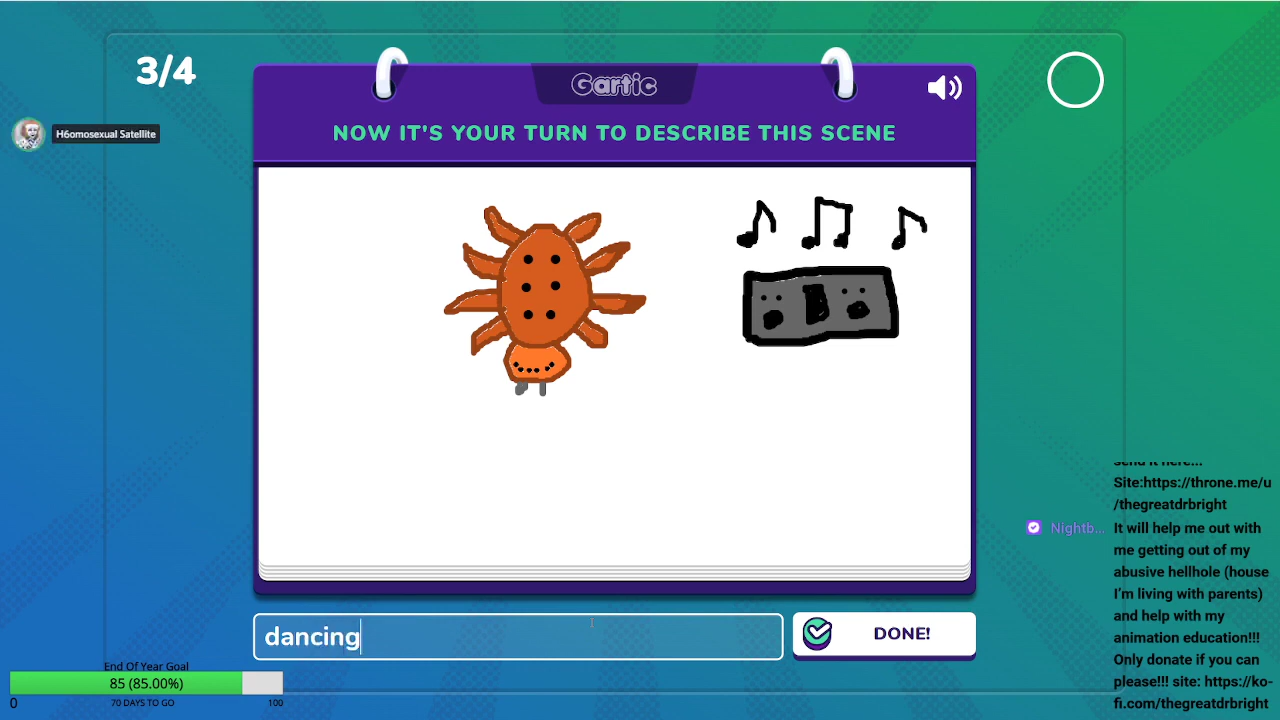 3/4
Gartic
H6omosexual Satellite
NOW IT'S YOUR TURN TO DESCRIBE THIS SCENE
send it here...
Site:https://throne.me/u
/thegreatdrbright
Nightb... It will help me out with
me getting out of my
abusive hellhole (house
I'm living with parents)
and help with my
animation education!!!
Only donate if you can
please!!! site: https://ko-
fi.com/thegreatdrbright
dancing
DONE!
End Of Year Goal
85 (85.00%)
0 70 DAYS TO GO 100